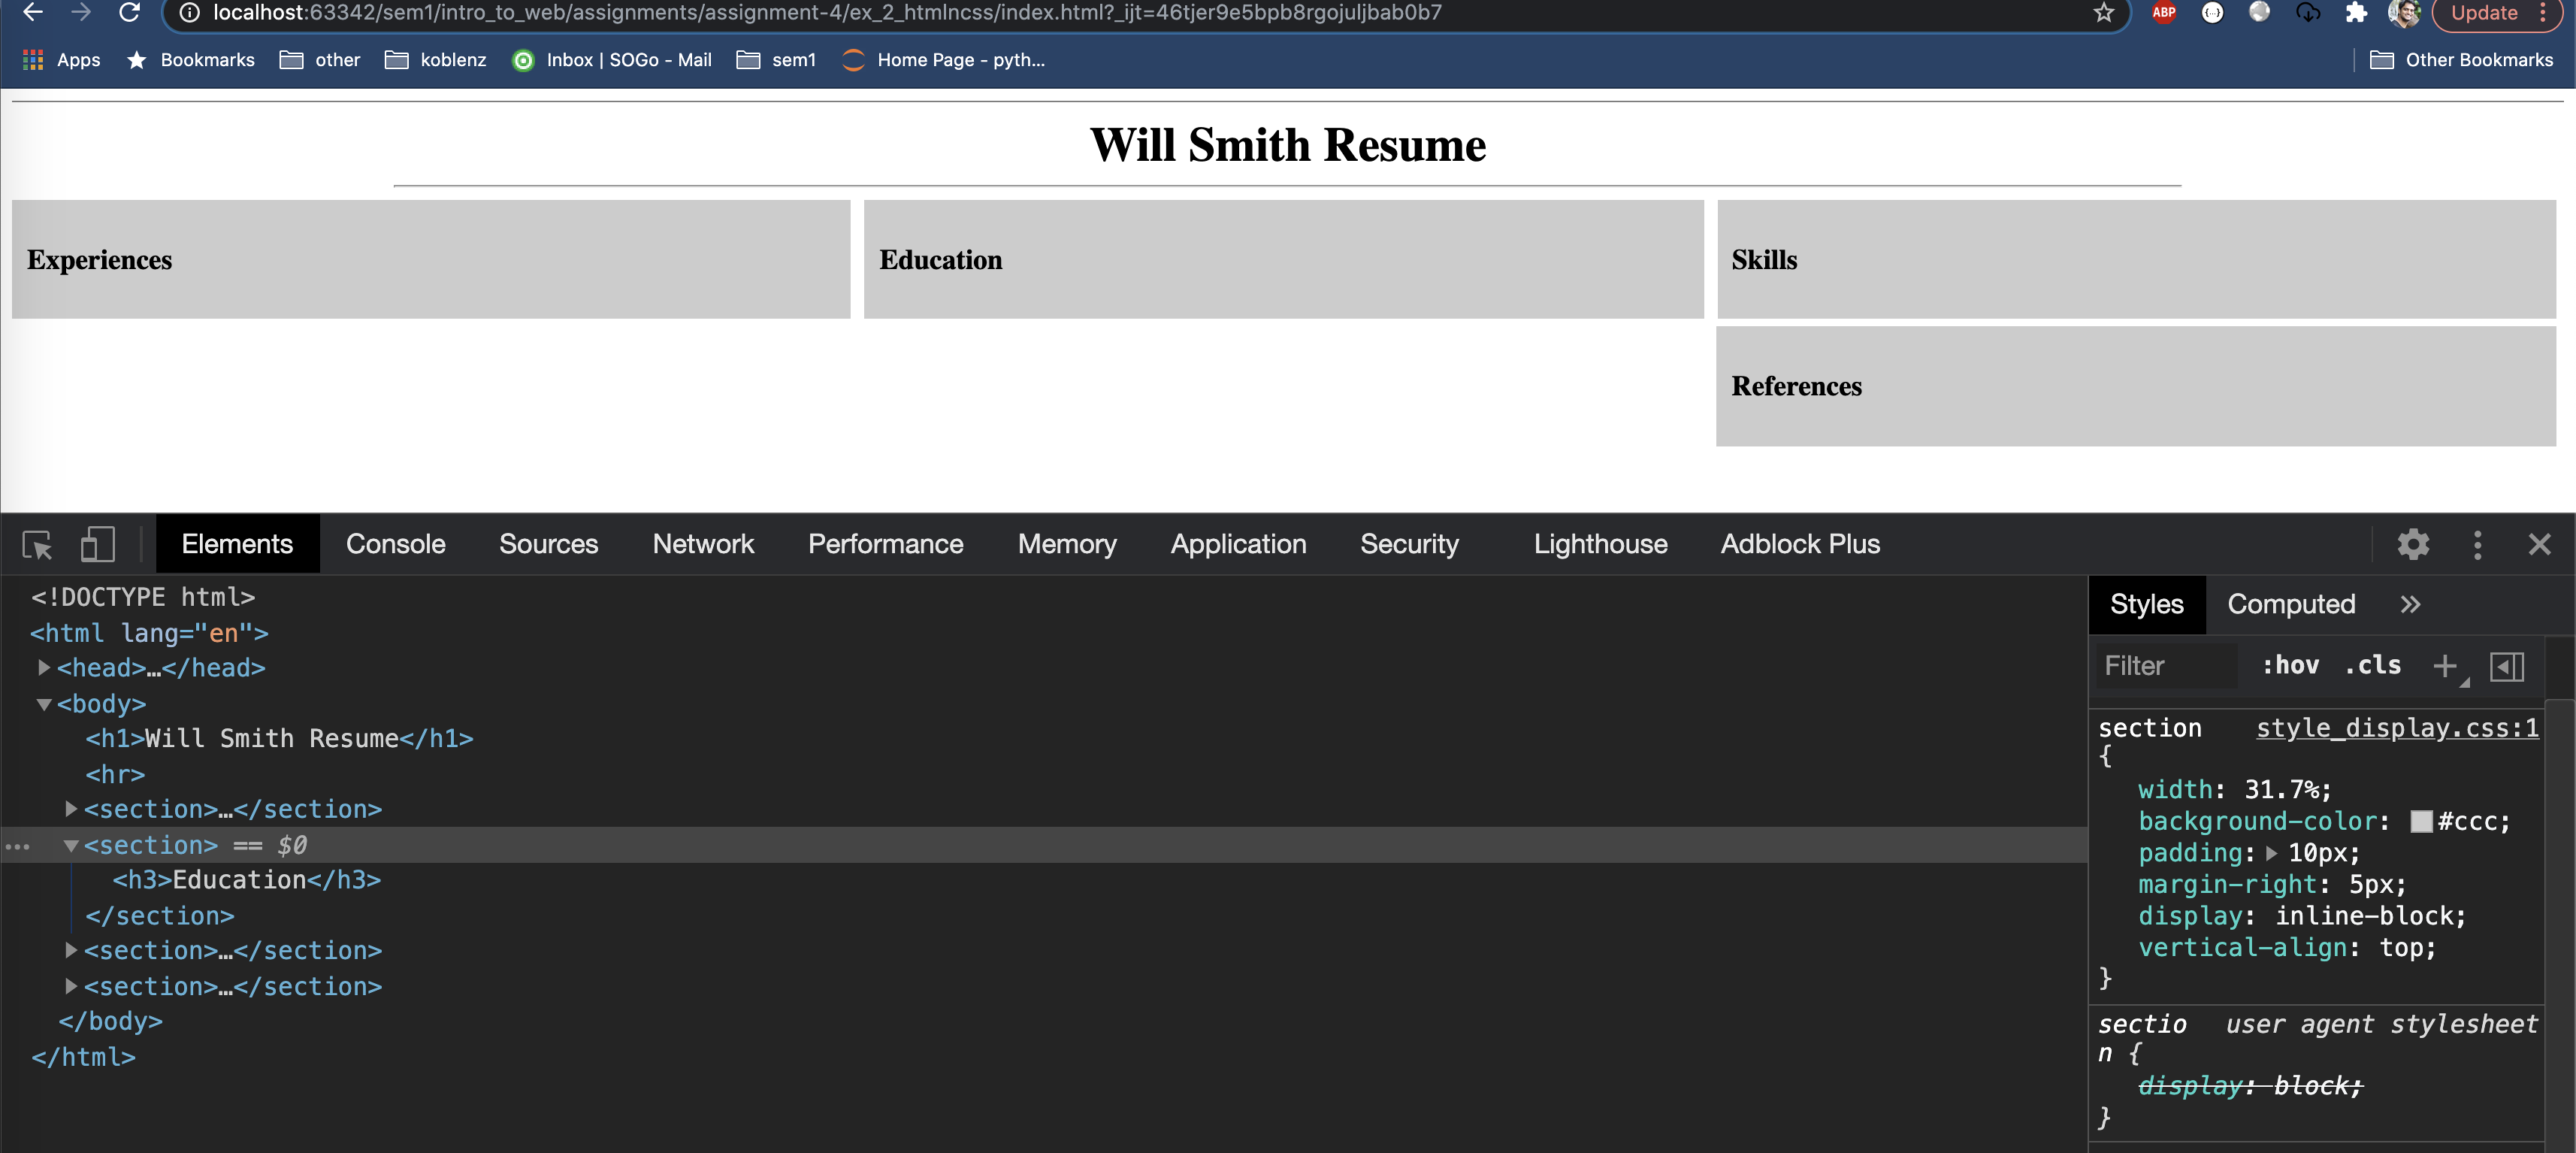 localhost:63342/sem1/intro_to_web/assignments/assignment-4/ex_2_htmlncss/index.html?_ijt=46tjer9e5bpb8rgojuljbab0b7 ABP {··} Update
Apps Bookmarks other koblenz Inbox | SOGo - Mail sem1 Home Page - pyth... Other Bookmarks
Will Smith Resume
Experiences Education Skills
References
Elements Console Sources Network Performance Memory Application Security Lighthouse Adblock Plus
<!DOCTYPE html>
<html lang="en">
<head>…</head>
<body>
<h1>Will Smith Resume</h1>
<hr>
<section>…</section>
<section> == $0
<h3>Education</h3>
</section>
<section>…</section>
<section>…</section>
</body>
</html>
Styles Computed »
Filter :hov .cls +
section style_display.css:1
{
width: 31.7%;
background-color: #ccc;
padding: 10px;
margin-right: 5px;
display: inline-block;
vertical-align: top;
}
sectio user agent stylesheet
n {
display: block;
}